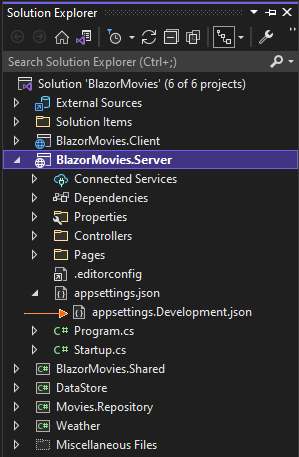 Solution Explorer
Search Solution Explorer (Ctrl+;)
Solution 'BlazorMovies' (6 of 6 projects)
External Sources
Solution Items
BlazorMovies.Client
BlazorMovies.Server
Connected Services
Dependencies
Properties
Controllers
Pages
.editorconfig
appsettings.json
appsettings.Development.json
C# Program.cs
C# Startup.cs
C# BlazorMovies.Shared
C# DataStore
C# Movies.Repository
C# Weather
Miscellaneous Files